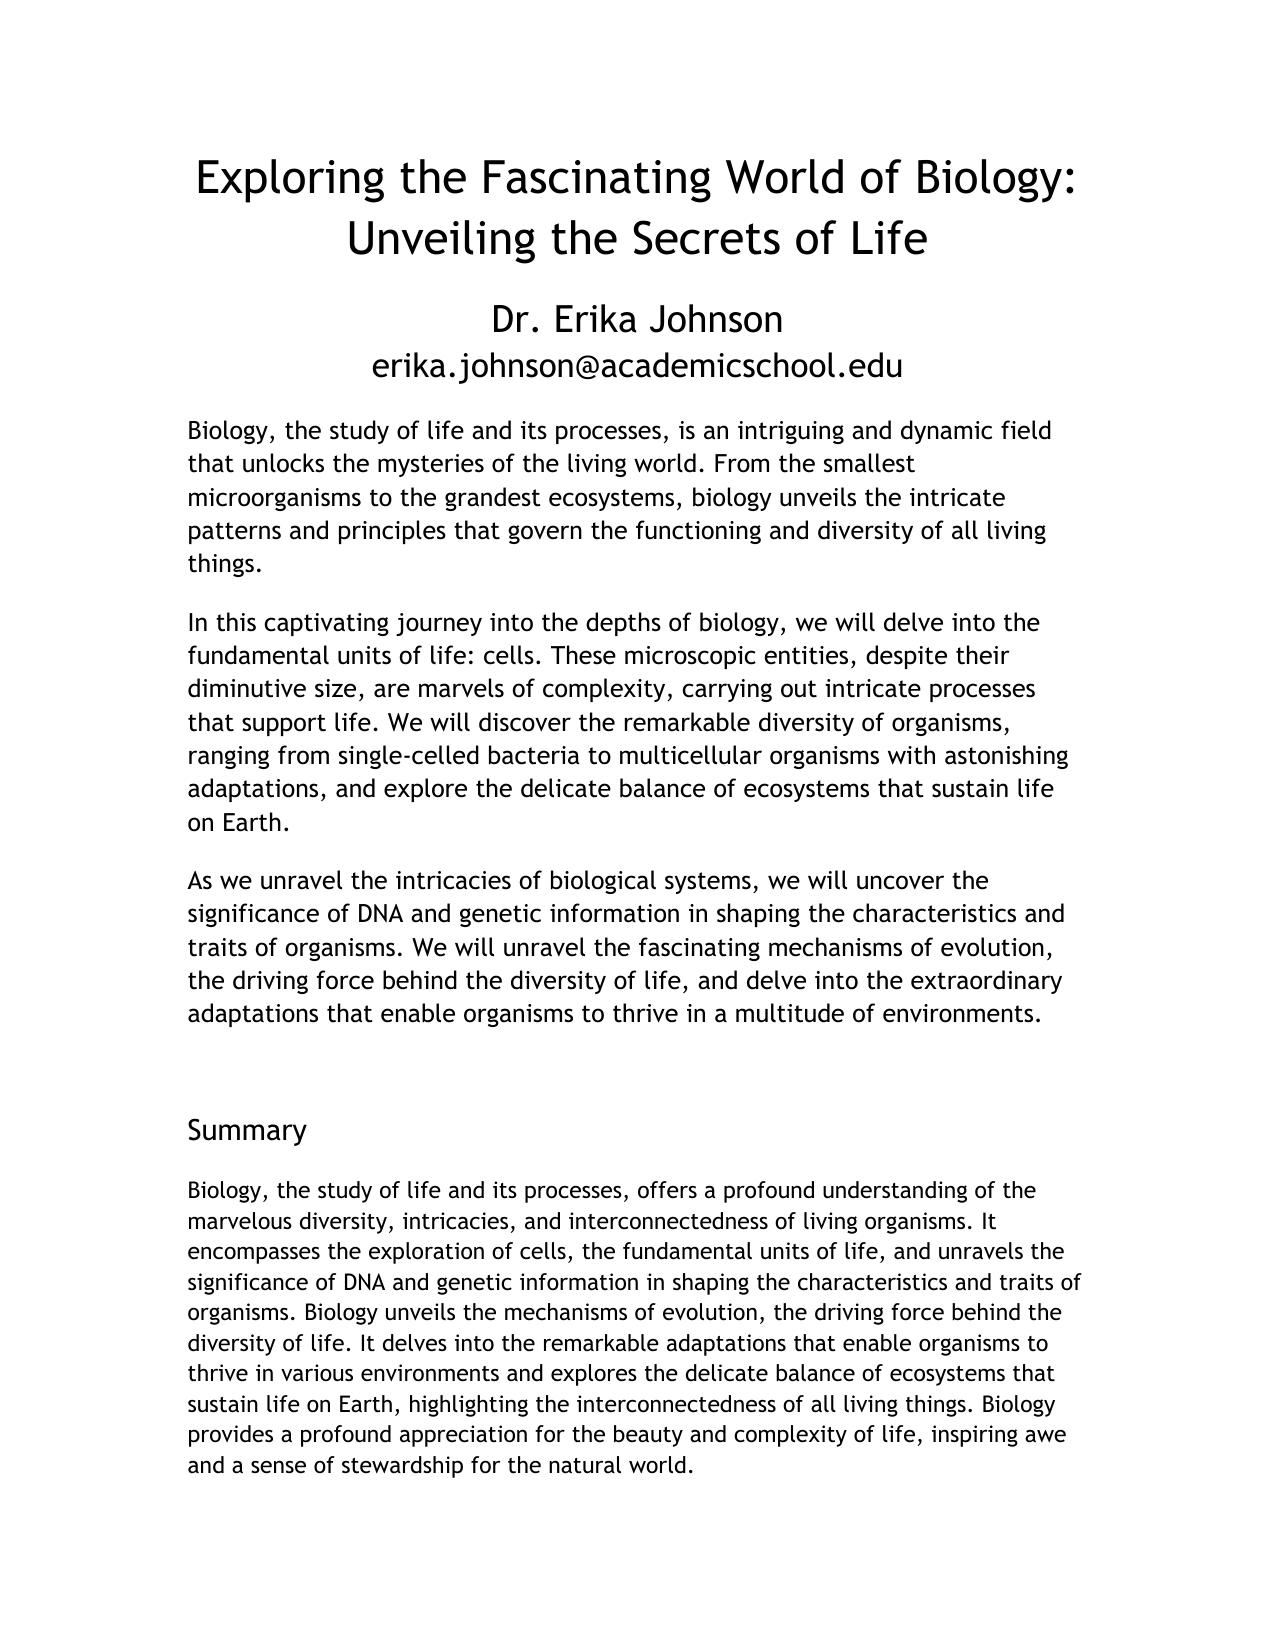 Exploring the Fascinating World of Biology:
Unveiling the Secrets of Life
Dr. Erika Johnson
erika.johnson@academicschool.edu
Biology, the study of life and its processes, is an intriguing and dynamic field
that unlocks the mysteries of the living world. From the smallest
microorganisms to the grandest ecosystems, biology unveils the intricate
patterns and principles that govern the functioning and diversity of all living
things.
In this captivating journey into the depths of biology, we will delve into the
fundamental units of life: cells. These microscopic entities, despite their
diminutive size, are marvels of complexity, carrying out intricate processes
that support life. We will discover the remarkable diversity of organisms,
ranging from single-celled bacteria to multicellular organisms with astonishing
adaptations, and explore the delicate balance of ecosystems that sustain life
on Earth.
As we unravel the intricacies of biological systems, we will uncover the
significance of DNA and genetic information in shaping the characteristics and
traits of organisms. We will unravel the fascinating mechanisms of evolution,
the driving force behind the diversity of life, and delve into the extraordinary
adaptations that enable organisms to thrive in a multitude of environments.
Summary
Biology, the study of life and its processes, offers a profound understanding of the
marvelous diversity, intricacies, and interconnectedness of living organisms. It
encompasses the exploration of cells, the fundamental units of life, and unravels the
significance of DNA and genetic information in shaping the characteristics and traits of
organisms. Biology unveils the mechanisms of evolution, the driving force behind the
diversity of life. It delves into the remarkable adaptations that enable organisms to
thrive in various environments and explores the delicate balance of ecosystems that
sustain life on Earth, highlighting the interconnectedness of all living things. Biology
provides a profound appreciation for the beauty and complexity of life, inspiring awe
and a sense of stewardship for the natural world.